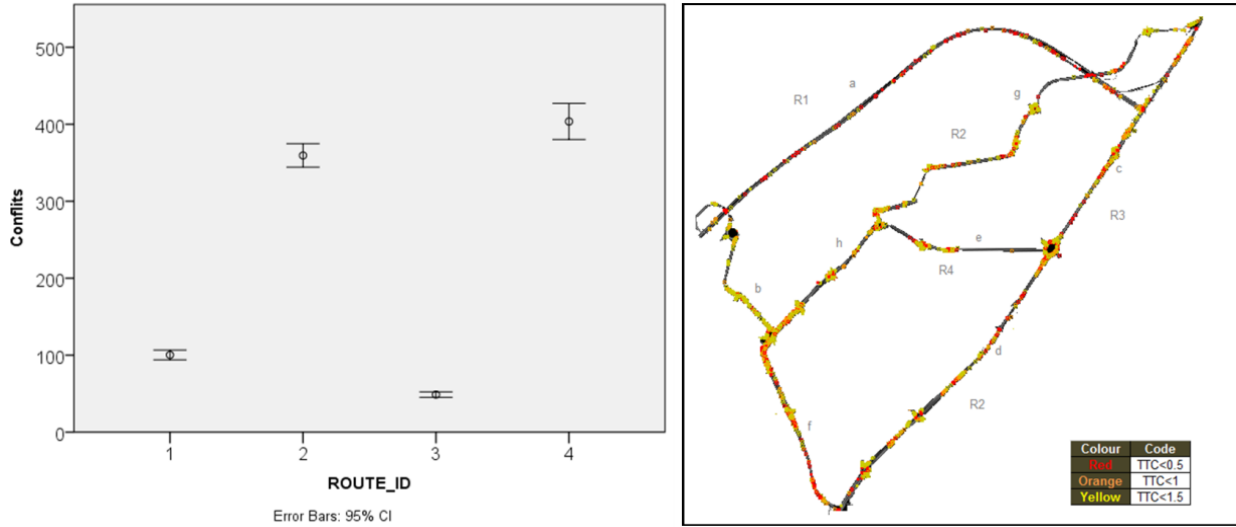 500
400
300
200
100
0
Conflits
1 2 3 4
ROUTE_ID
Error Bars: 95% CI
a
R1
g
R2
c
R3
h
e
R4
b
d
R2
f
Colour Code
Red TTC<0.5
Orange TTC<1
Yellow TTC<1.5